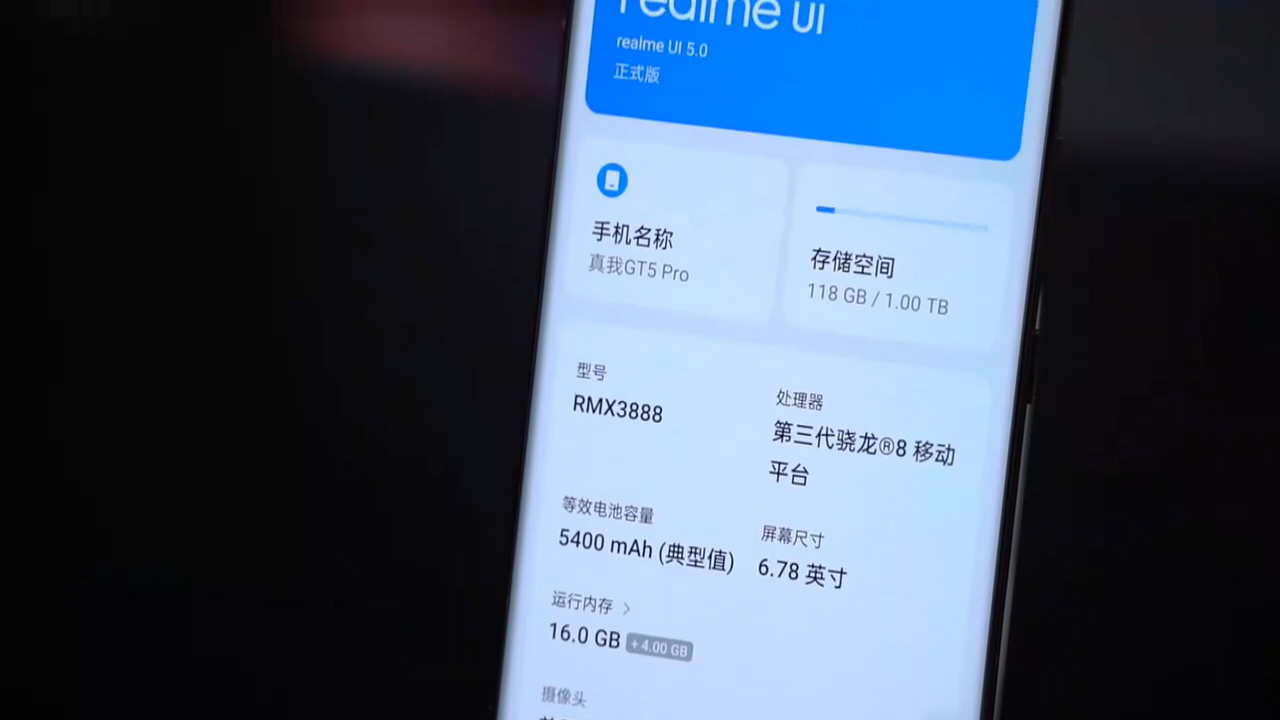 realme UI
realme UI 5.0
正式版
手机名称
真我GT5 Pro
存储空间
118 GB / 1.00 TB
型号
RMX3888
处理器
第三代骁龙®8 移动
平台
等效电池容量
5400 mAh (典型值)
屏幕尺寸
6.78 英寸
运行内存 >
16.0 GB +4.00 GB
摄像头